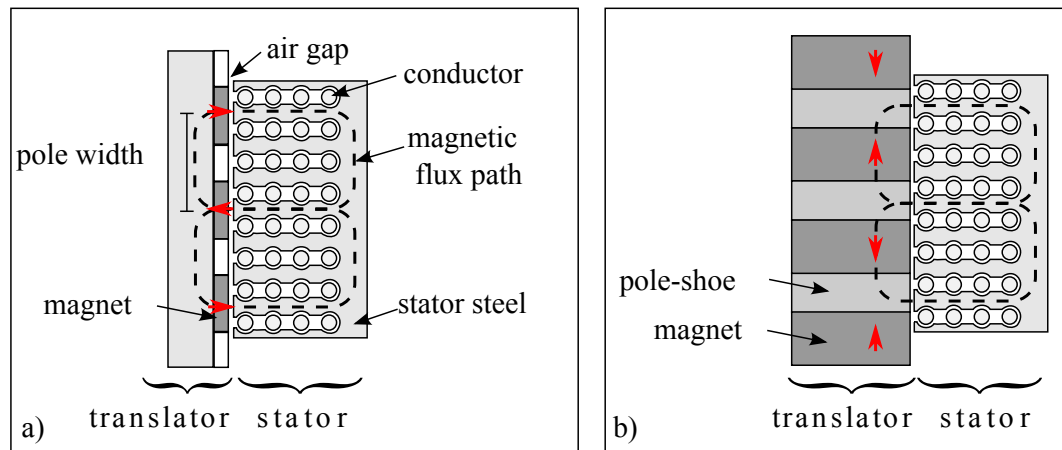 air gap
conductor
pole width
magnetic
flux path
magnet
stator steel
translator
stator
a)
pole-shoe
magnet
translator
stator
b)